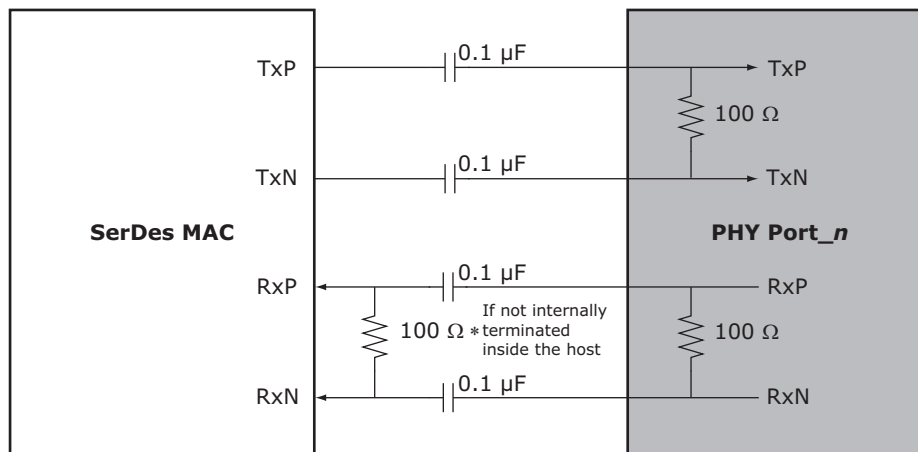 0.1 µF
TxP
TxP
100 Ω
0.1 µF
TxN
TxN
SerDes MAC
PHY Port_n
0.1 µF
RxP
RxP
100 Ω *
If not internally
terminated
inside the host
100 Ω
0.1 µF
RxN
RxN